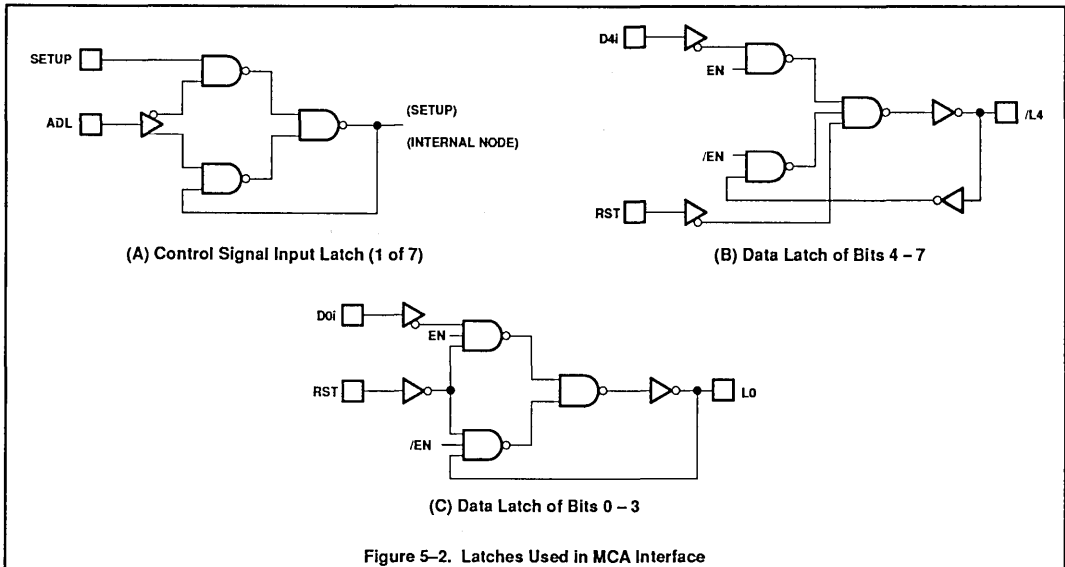 SETUP
ADL
(SETUP)
(INTERNAL NODE)
(A) Control Signal Input Latch (1 of 7)
D4i
EN
/EN
RST
/L4
(B) Data Latch of Bits 4 – 7
D0i
EN
RST
/EN
L0
(C) Data Latch of Bits 0 – 3
Figure 5–2. Latches Used in MCA Interface